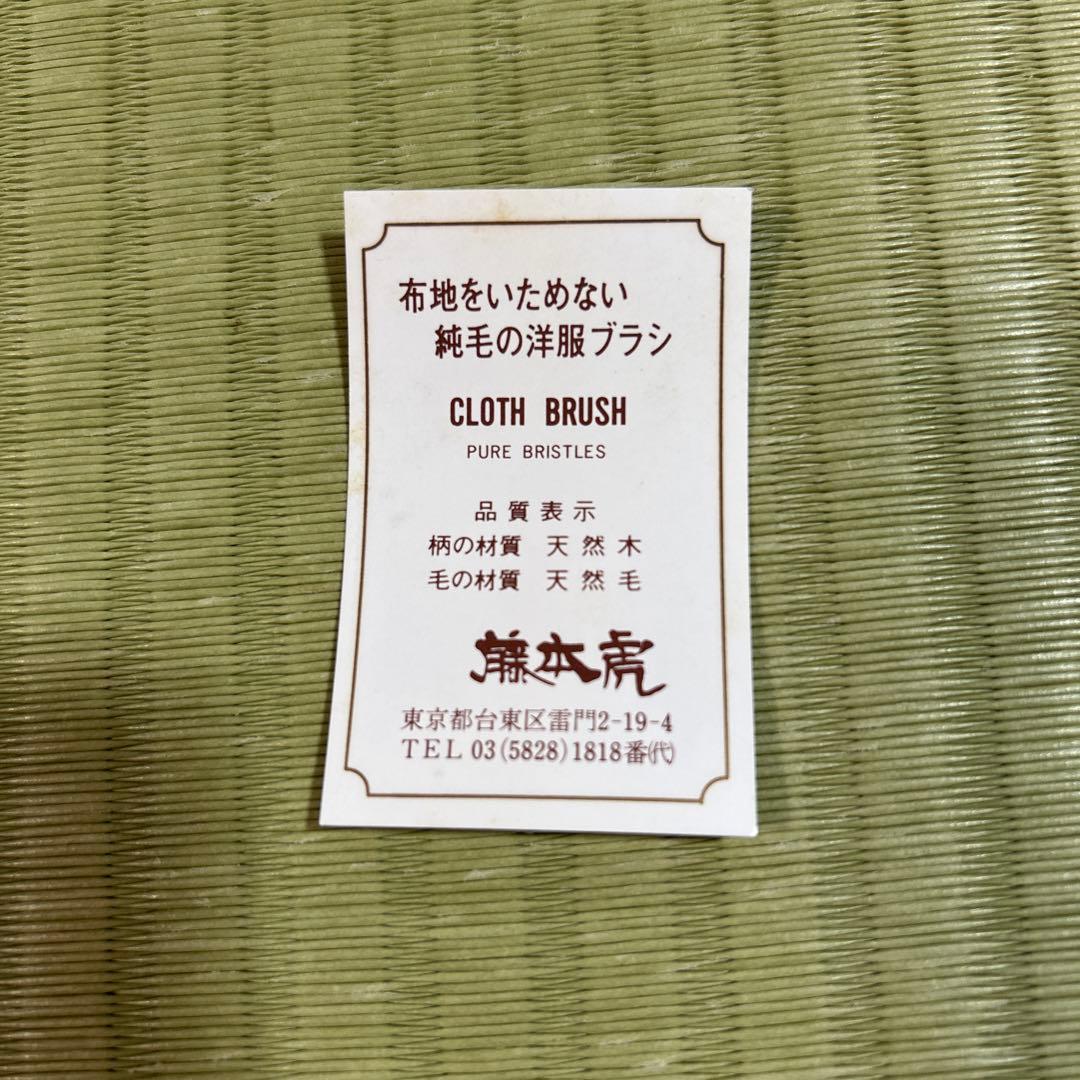 布地をいためない
純毛の洋服ブラシ
CLOTH BRUSH
PURE BRISTLES
品質表示
柄の材質 天然木
毛の材質 天然毛
藤本虎
東京都台東区雷門2-19-4
TEL 03(5828)1818番㈹